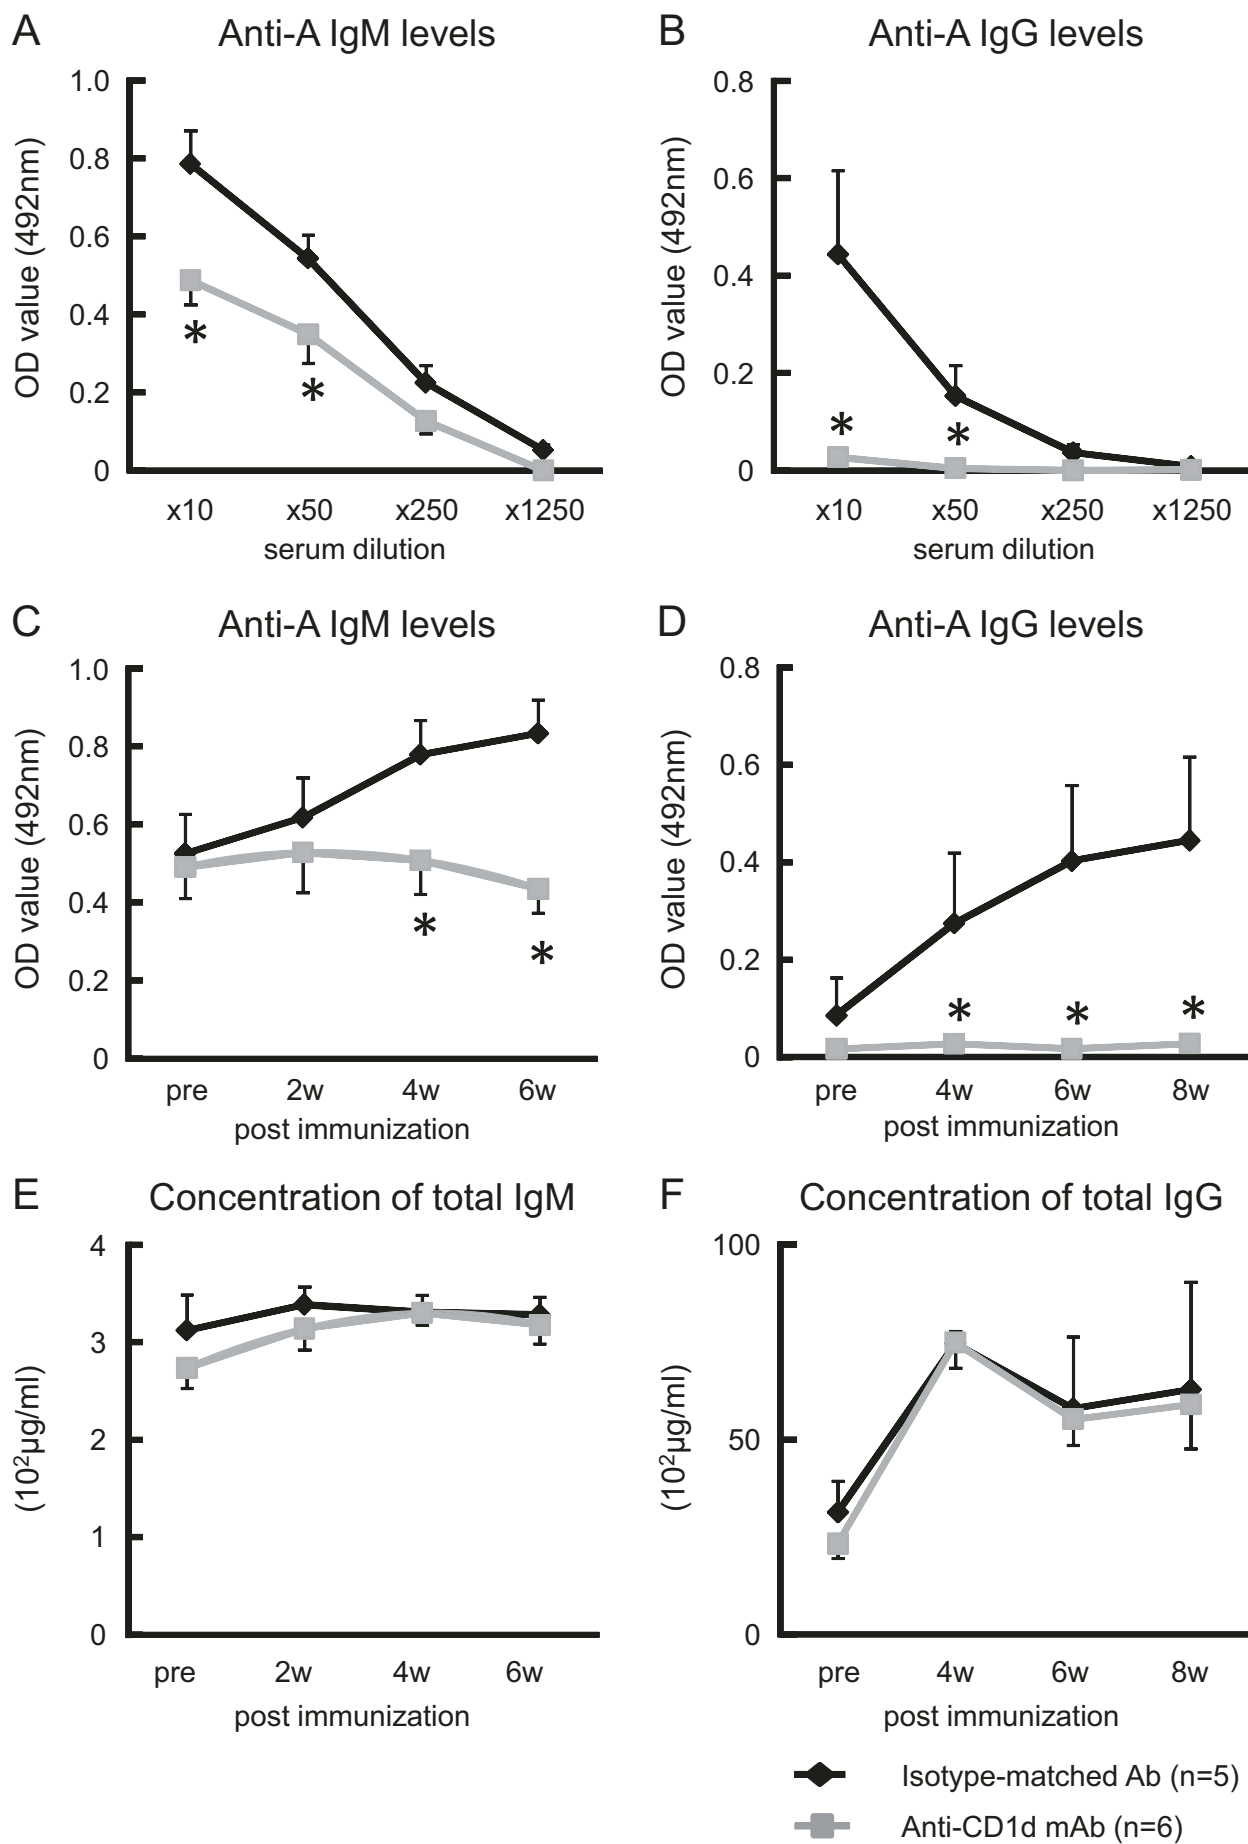 A Anti-A IgM levels
1.0
0.8
0.6
0.4
0.2
0
OD value (492nm)
*
*
x10 x50 x250 x1250
serum dilution
B Anti-A IgG levels
0.8
0.6
0.4
0.2
0
OD value (492nm)
*
*
x10 x50 x250 x1250
serum dilution
C Anti-A IgM levels
1.0
0.8
0.6
0.4
0.2
0
OD value (492nm)
*
*
pre 2w 4w 6w
post immunization
D Anti-A IgG levels
0.8
0.6
0.4
0.2
0
OD value (492nm)
* * *
pre 4w 6w 8w
post immunization
E Concentration of total IgM
4
3
2
1
0
(10²μg/ml)
pre 2w 4w 6w
post immunization
F Concentration of total IgG
100
50
0
(10²μg/ml)
pre 4w 6w 8w
post immunization
Isotype-matched Ab (n=5)
Anti-CD1d mAb (n=6)